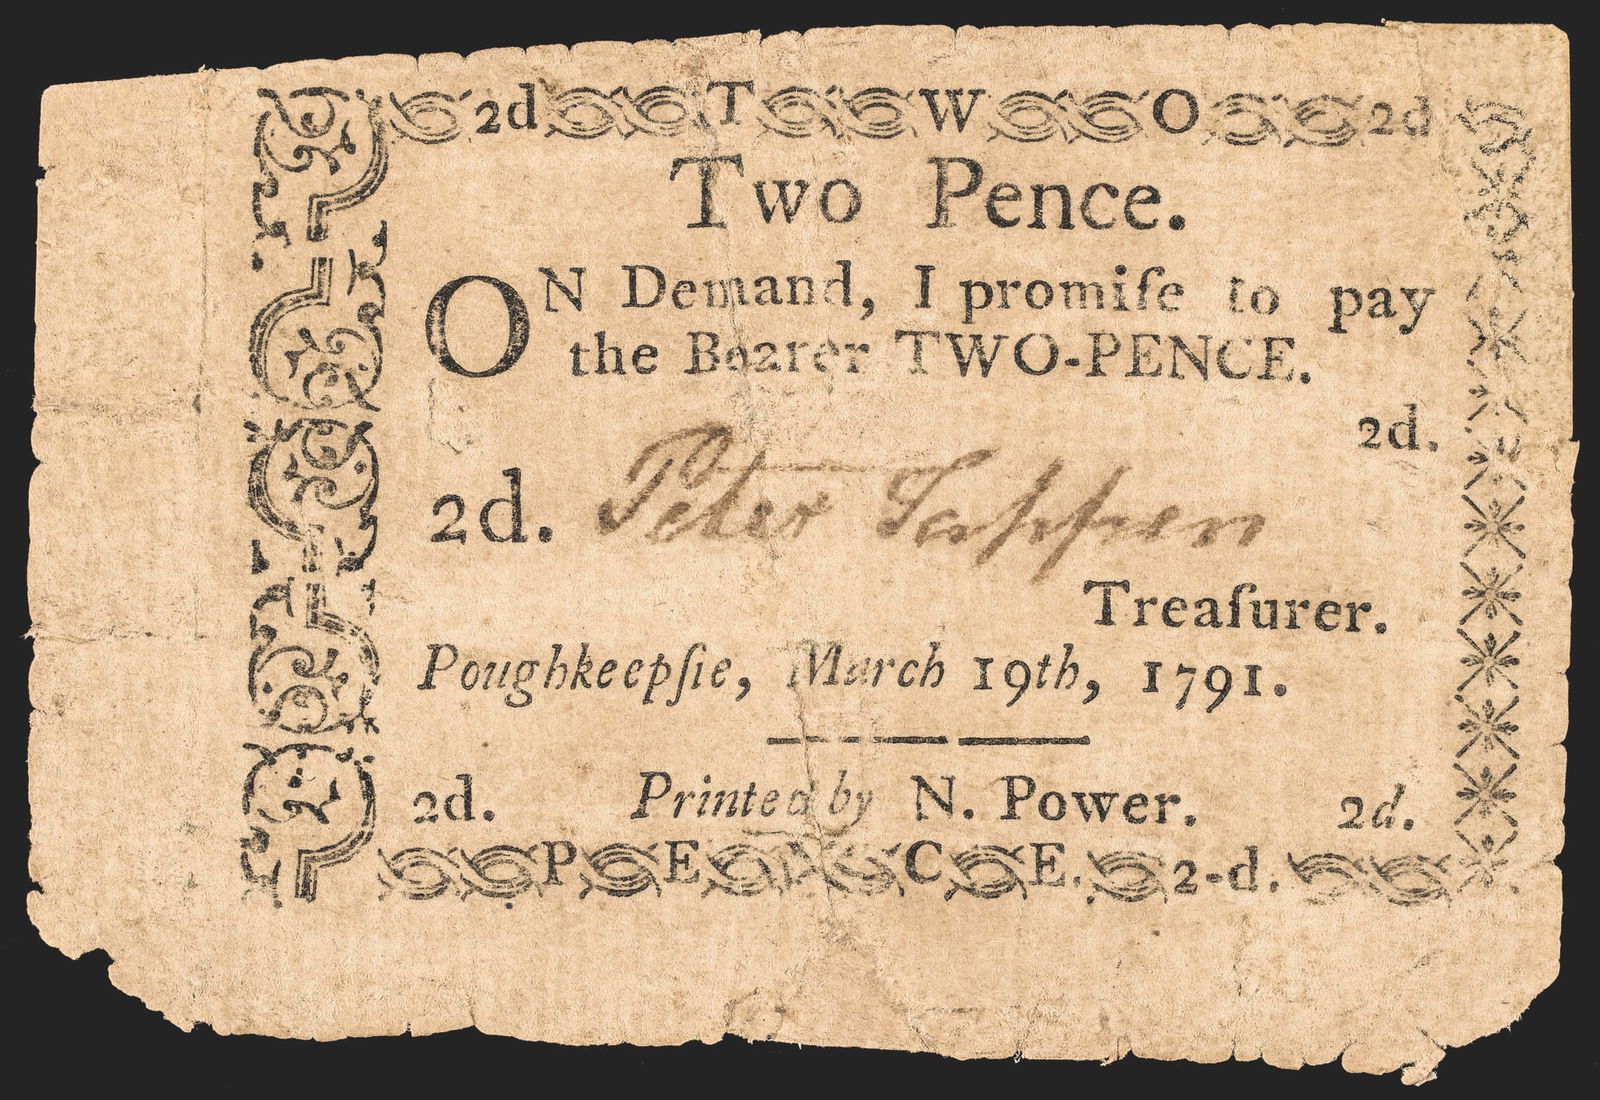 2d T W O 2d
Two Pence.
ON Demand, I promiſe to pay
the Bearer TWO-PENCE.
2d.
2d. Peter Tappen
Treaſurer.
Poughkeepſie, March 19th, 1791.
2d. Printed by N. Power. 2d.
P E N C E. 2-d.